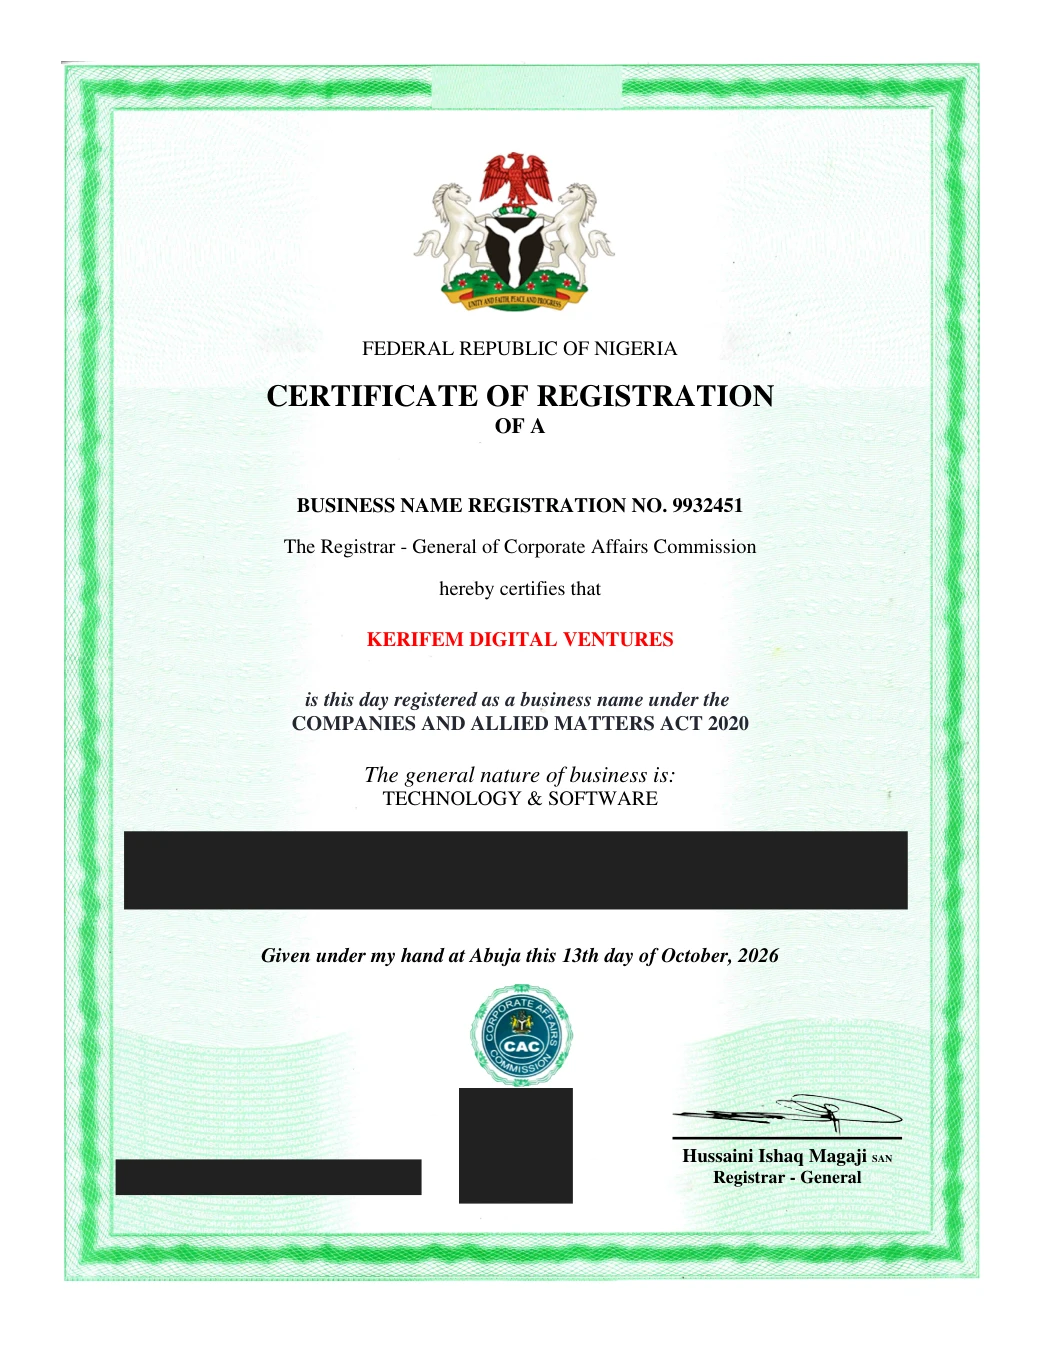 UNITY AND FAITH, PEACE AND PROGRESS
FEDERAL REPUBLIC OF NIGERIA
CERTIFICATE OF REGISTRATION
OF A
BUSINESS NAME REGISTRATION NO. 9932451
The Registrar - General of Corporate Affairs Commission
hereby certifies that
KERIFEM DIGITAL VENTURES
is this day registered as a business name under the
COMPANIES AND ALLIED MATTERS ACT 2020
The general nature of business is:
TECHNOLOGY & SOFTWARE
Given under my hand at Abuja this 13th day of October, 2026
CORPORATE AFFAIRS
CAC
COMMISSION
Hussaini Ishaq Magaji SAN
Registrar - General